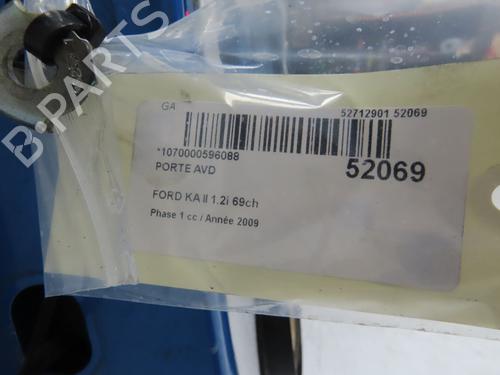 GA
52712901 52069
*1070000596088
PORTE AVD
52069
FORD KA II 1.2i 69ch
Phase 1 cc / Année 2009
B-PARTS